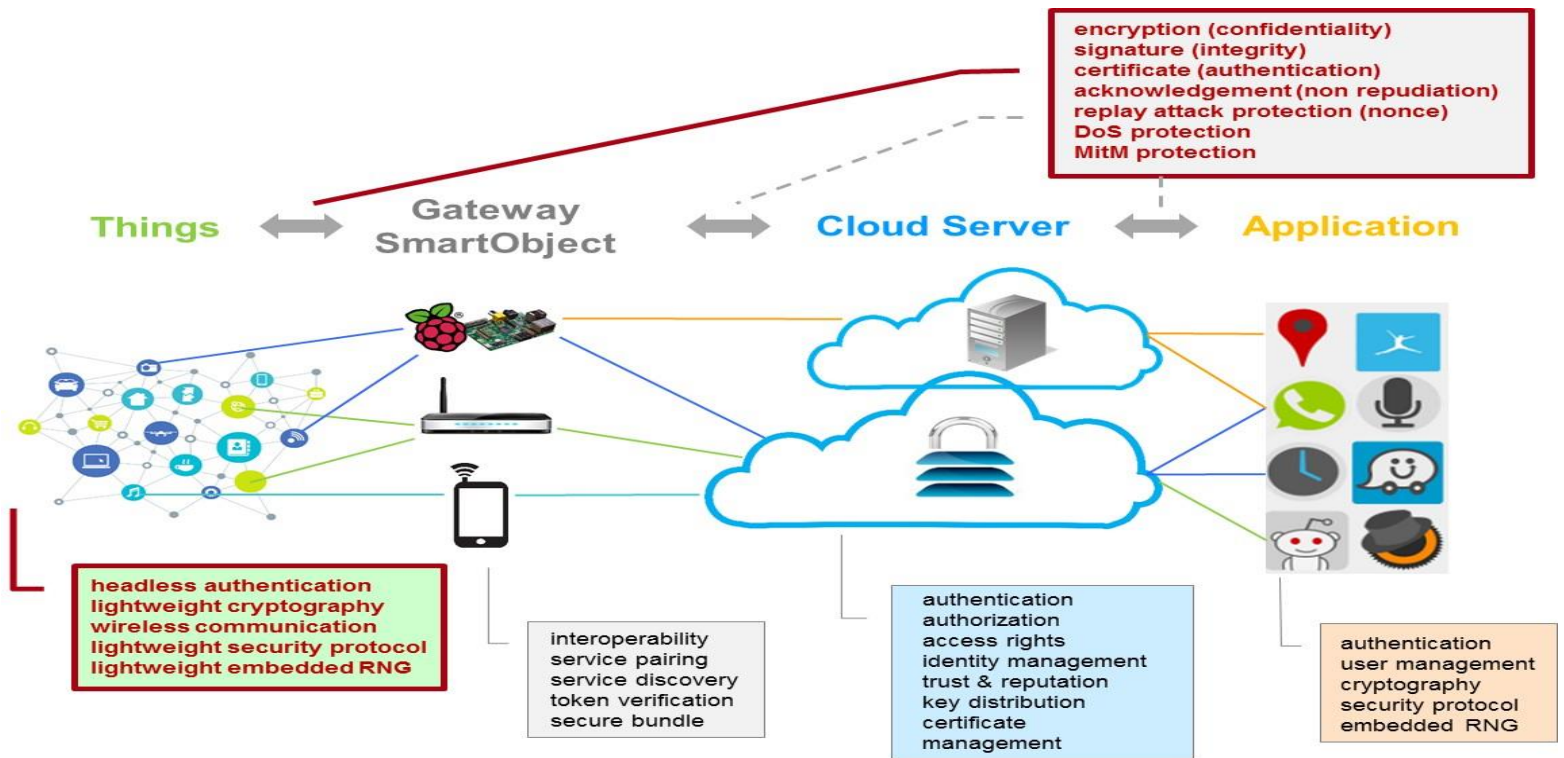 encryption (confidentiality)
signature (integrity)
certificate (authentication)
acknowledgement (non repudiation)
replay attack protection (nonce)
DoS protection
MitM protection
Things
Gateway
SmartObject
Cloud Server
Application
®
headless authentication
lightweight cryptography
wireless communication
lightweight security protocol
lightweight embedded RNG
interoperability
service pairing
service discovery
token verification
secure bundle
authentication
authorization
access rights
identity management
trust & reputation
key distribution
certificate
management
authentication
user management
cryptography
security protocol
embedded RNG